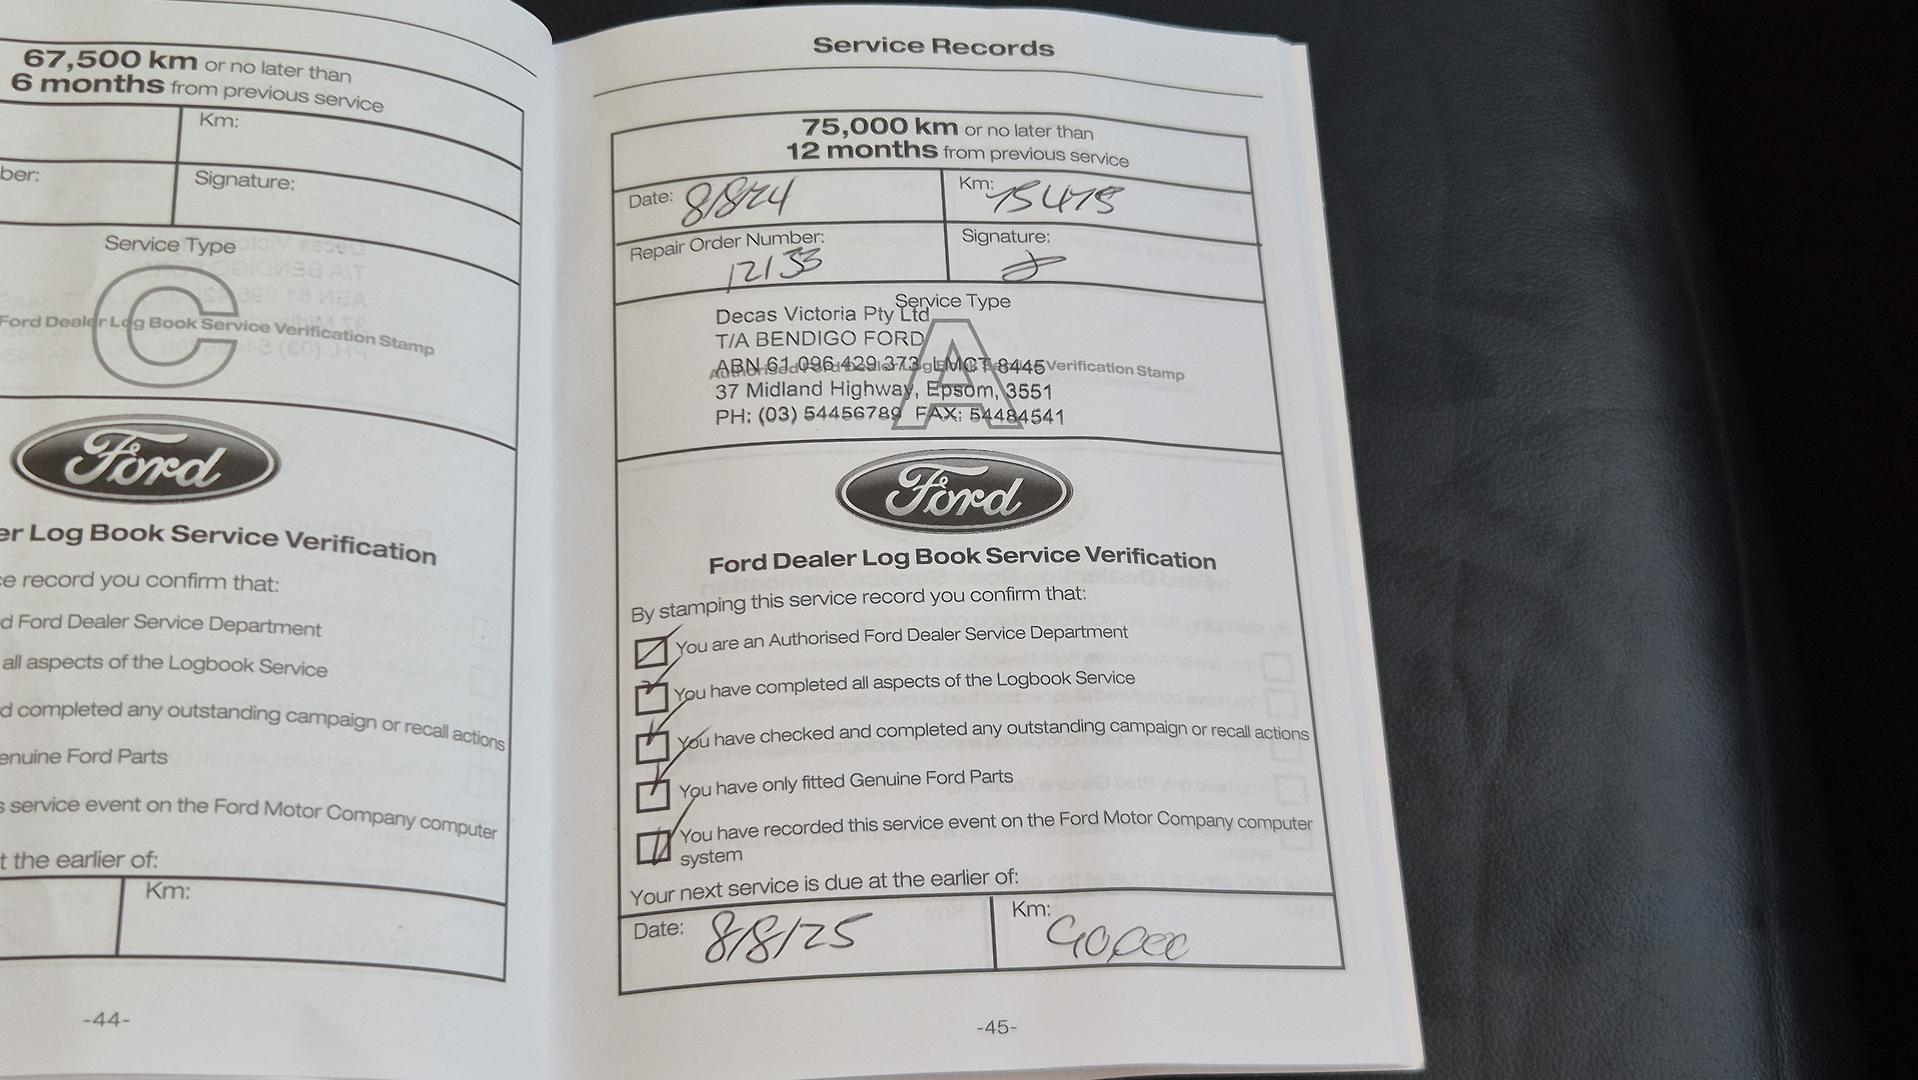 67,500 km or no later than
6 months from previous service
Km:
ber:
Signature:
Service Type
C
Ford Dealer Log Book Service Verification Stamp
Ford
er Log Book Service Verification
ce record you confirm that:
d Ford Dealer Service Department
all aspects of the Logbook Service
d completed any outstanding campaign or recall actions
enuine Ford Parts
s service event on the Ford Motor Company computer
t the earlier of:
Km:
-44-
Service Records
75,000 km or no later than
12 months from previous service
Date: 8/8/24
Km: 75475
Repair Order Number: 12133
Signature:
Service Type
A
Decas Victoria Py Ltd
T/A BENDIGO FORD
ABN 61 096 429 373 LMCT 8445
Verification Stamp
37 Midland Highway, Epsom, 3551
PH: (03) 54456789 FAX: 54484541
Ford
Ford Dealer Log Book Service Verification
By stamping this service record you confirm that:
You are an Authorised Ford Dealer Service Department
You have completed all aspects of the Logbook Service
You have checked and completed any outstanding campaign or recall actions
You have only fitted Genuine Ford Parts
You have recorded this service event on the Ford Motor Company computer
system
Your next service is due at the earlier of:
Date: 8/8/25
Km: 90,000
-45-